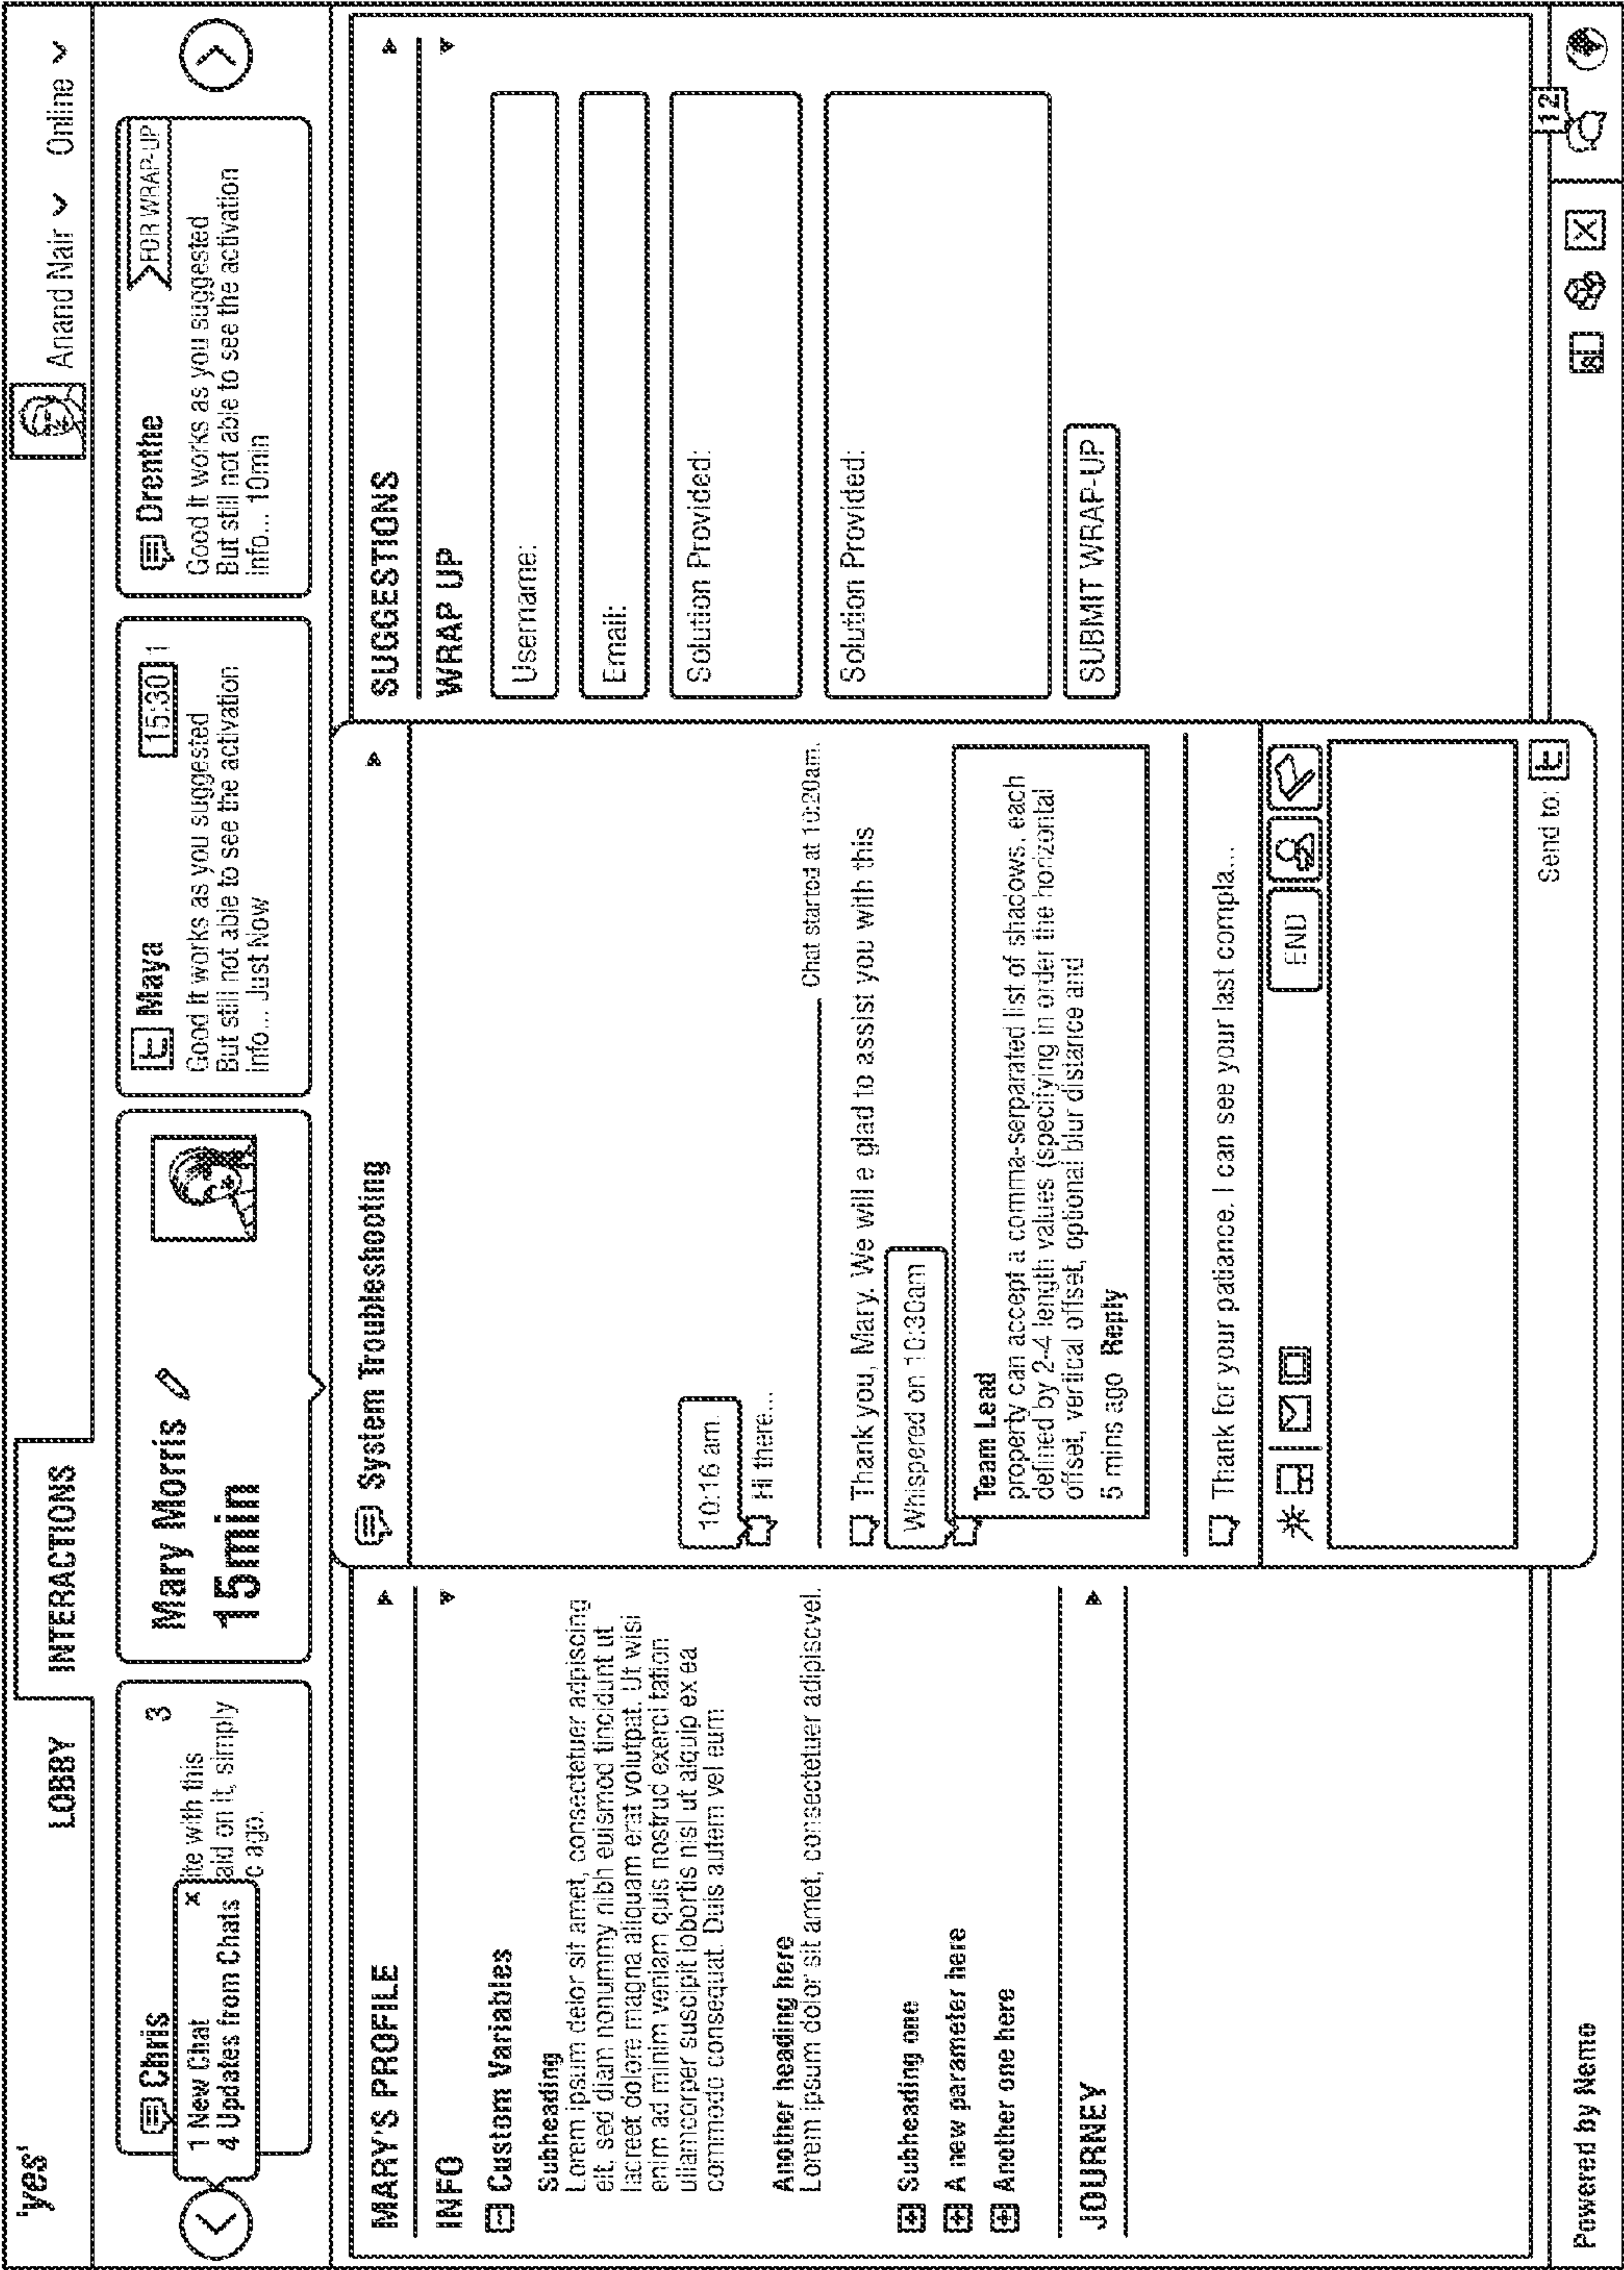 'yes'
LOBBY
INTERACTIONS
Anand Nair
Online
Chris
3
lite with this
aid on it, simply
c ago.
1 New Chat x
4 Updates from Chats
Mary Morris
15min
Maya
15:30 1
Good it works as you suggested
But still not able to see the activation
info... Just Now
Drenthe
FOR WRAP-UP
Good it works as you suggested
But still not able to see the activation
info... 10min
MARY'S PROFILE
INFO
Custom Variables
Subheading
Lorem ipsum delor sit amet, consectetuer adpiscing
elt, sed diam nonummy nibh euismod tincidunt ut
lacreet dolore magna aliquam erat volutpat. Ut wisi
enim ad minim veniam quis nostrud exerci tation
ullamcorper suscipit lobortis nisl ut alquip ex ea
commodo consequat. Duis autem vel eum
Another heading here
Lorem ipsum dolor sit amet, consectetuer adipiscvel.
Subheading one
A new parameter here
Another one here
JOURNEY
System Troubleshooting
10:16 am
Hi there...
Chat started at 10:20am.
Thank you, Mary. We will e glad to assist you with this
Whispered on 10:30am
Team Lead
property can accept a comma-serparated list of shadows, each
defined by 2-4 length values (specifying in order the horizontal
offset, vertical offset, optional blur distance and
5 mins ago Reply
Thank for your patiance. I can see your last compla...
END
Send to: t
SUGGESTIONS
WRAP UP
Username:
Email:
Solution Provided:
Solution Provided:
SUBMIT WRAP-UP
Powered by Nemo
12